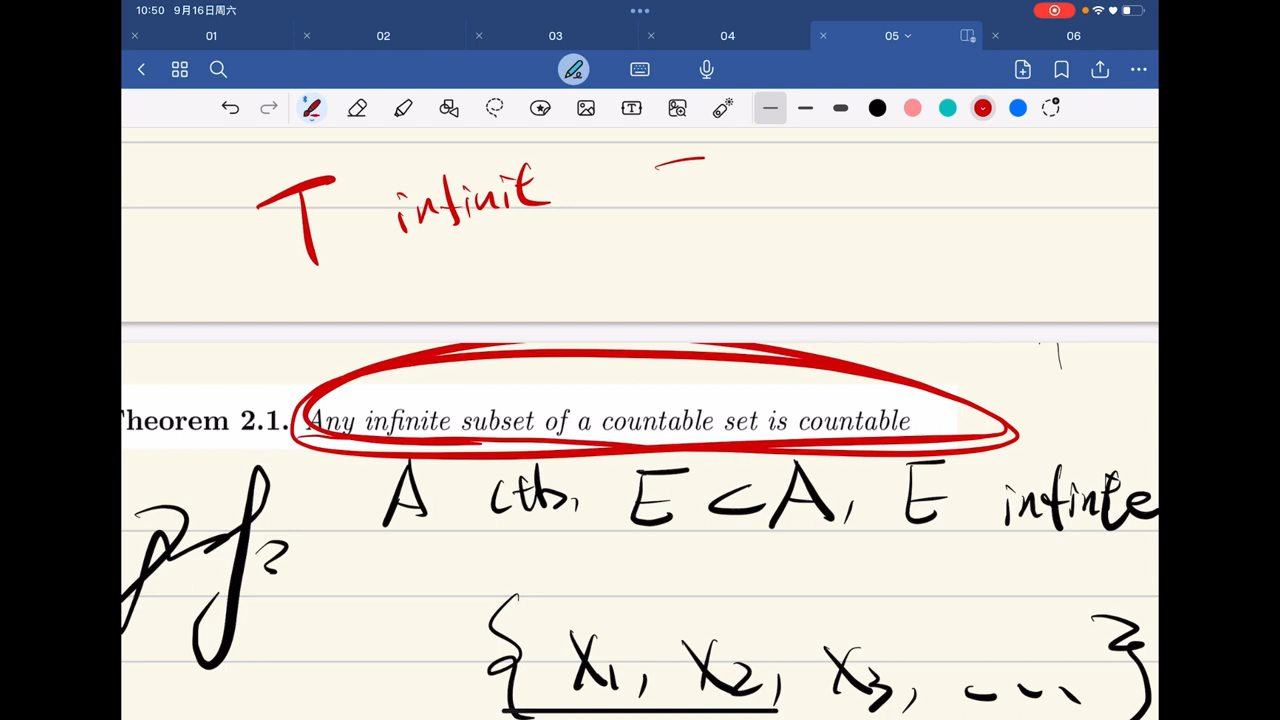 10:50 9月16日周六
01 02 03 04 05 06
T infinit
Theorem 2.1. Any infinite subset of a countable set is countable
A ctb, E ⊂ A, E infinite
pf:
{ x1, x2, x3, ... }